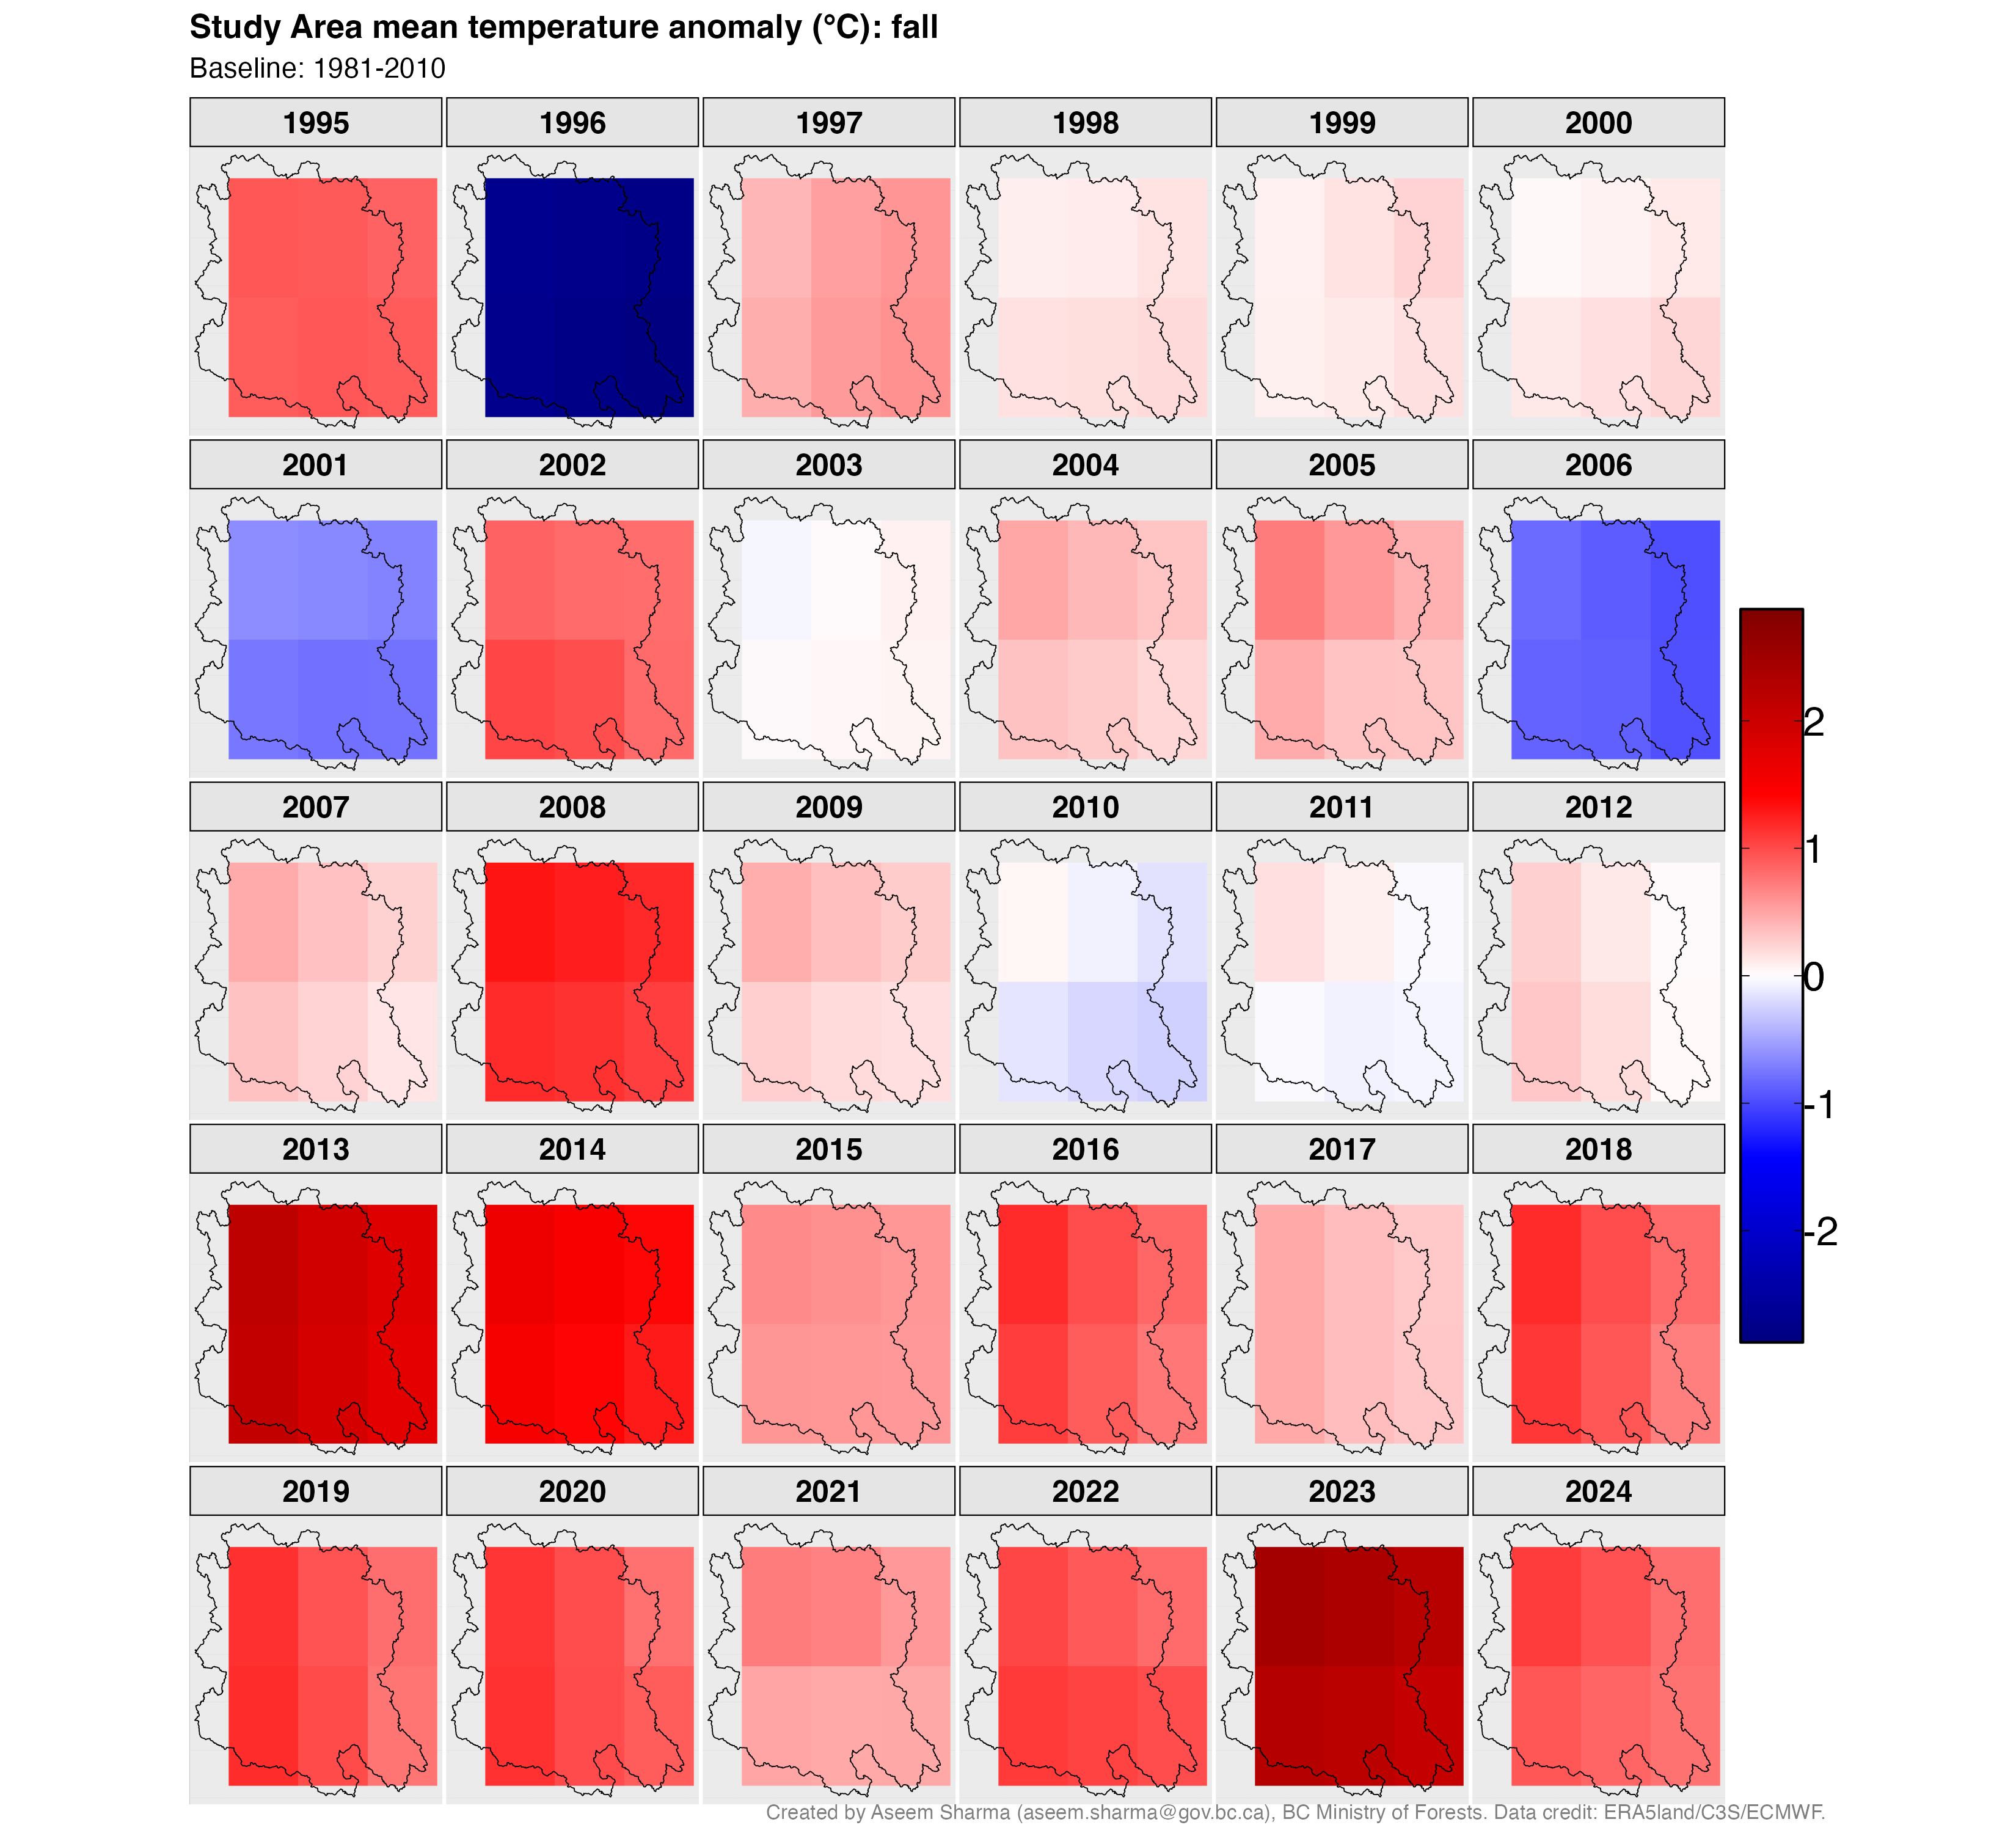 Study Area mean temperature anomaly (°C): fall
Baseline: 1981-2010
1995 1996 1997 1998 1999 2000
2001 2002 2003 2004 2005 2006
2007 2008 2009 2010 2011 2012
2013 2014 2015 2016 2017 2018
2019 2020 2021 2022 2023 2024
2
1
0
-1
-2
Created by Aseem Sharma (aseem.sharma@gov.bc.ca), BC Ministry of Forests. Data credit: ERA5land/C3S/ECMWF.